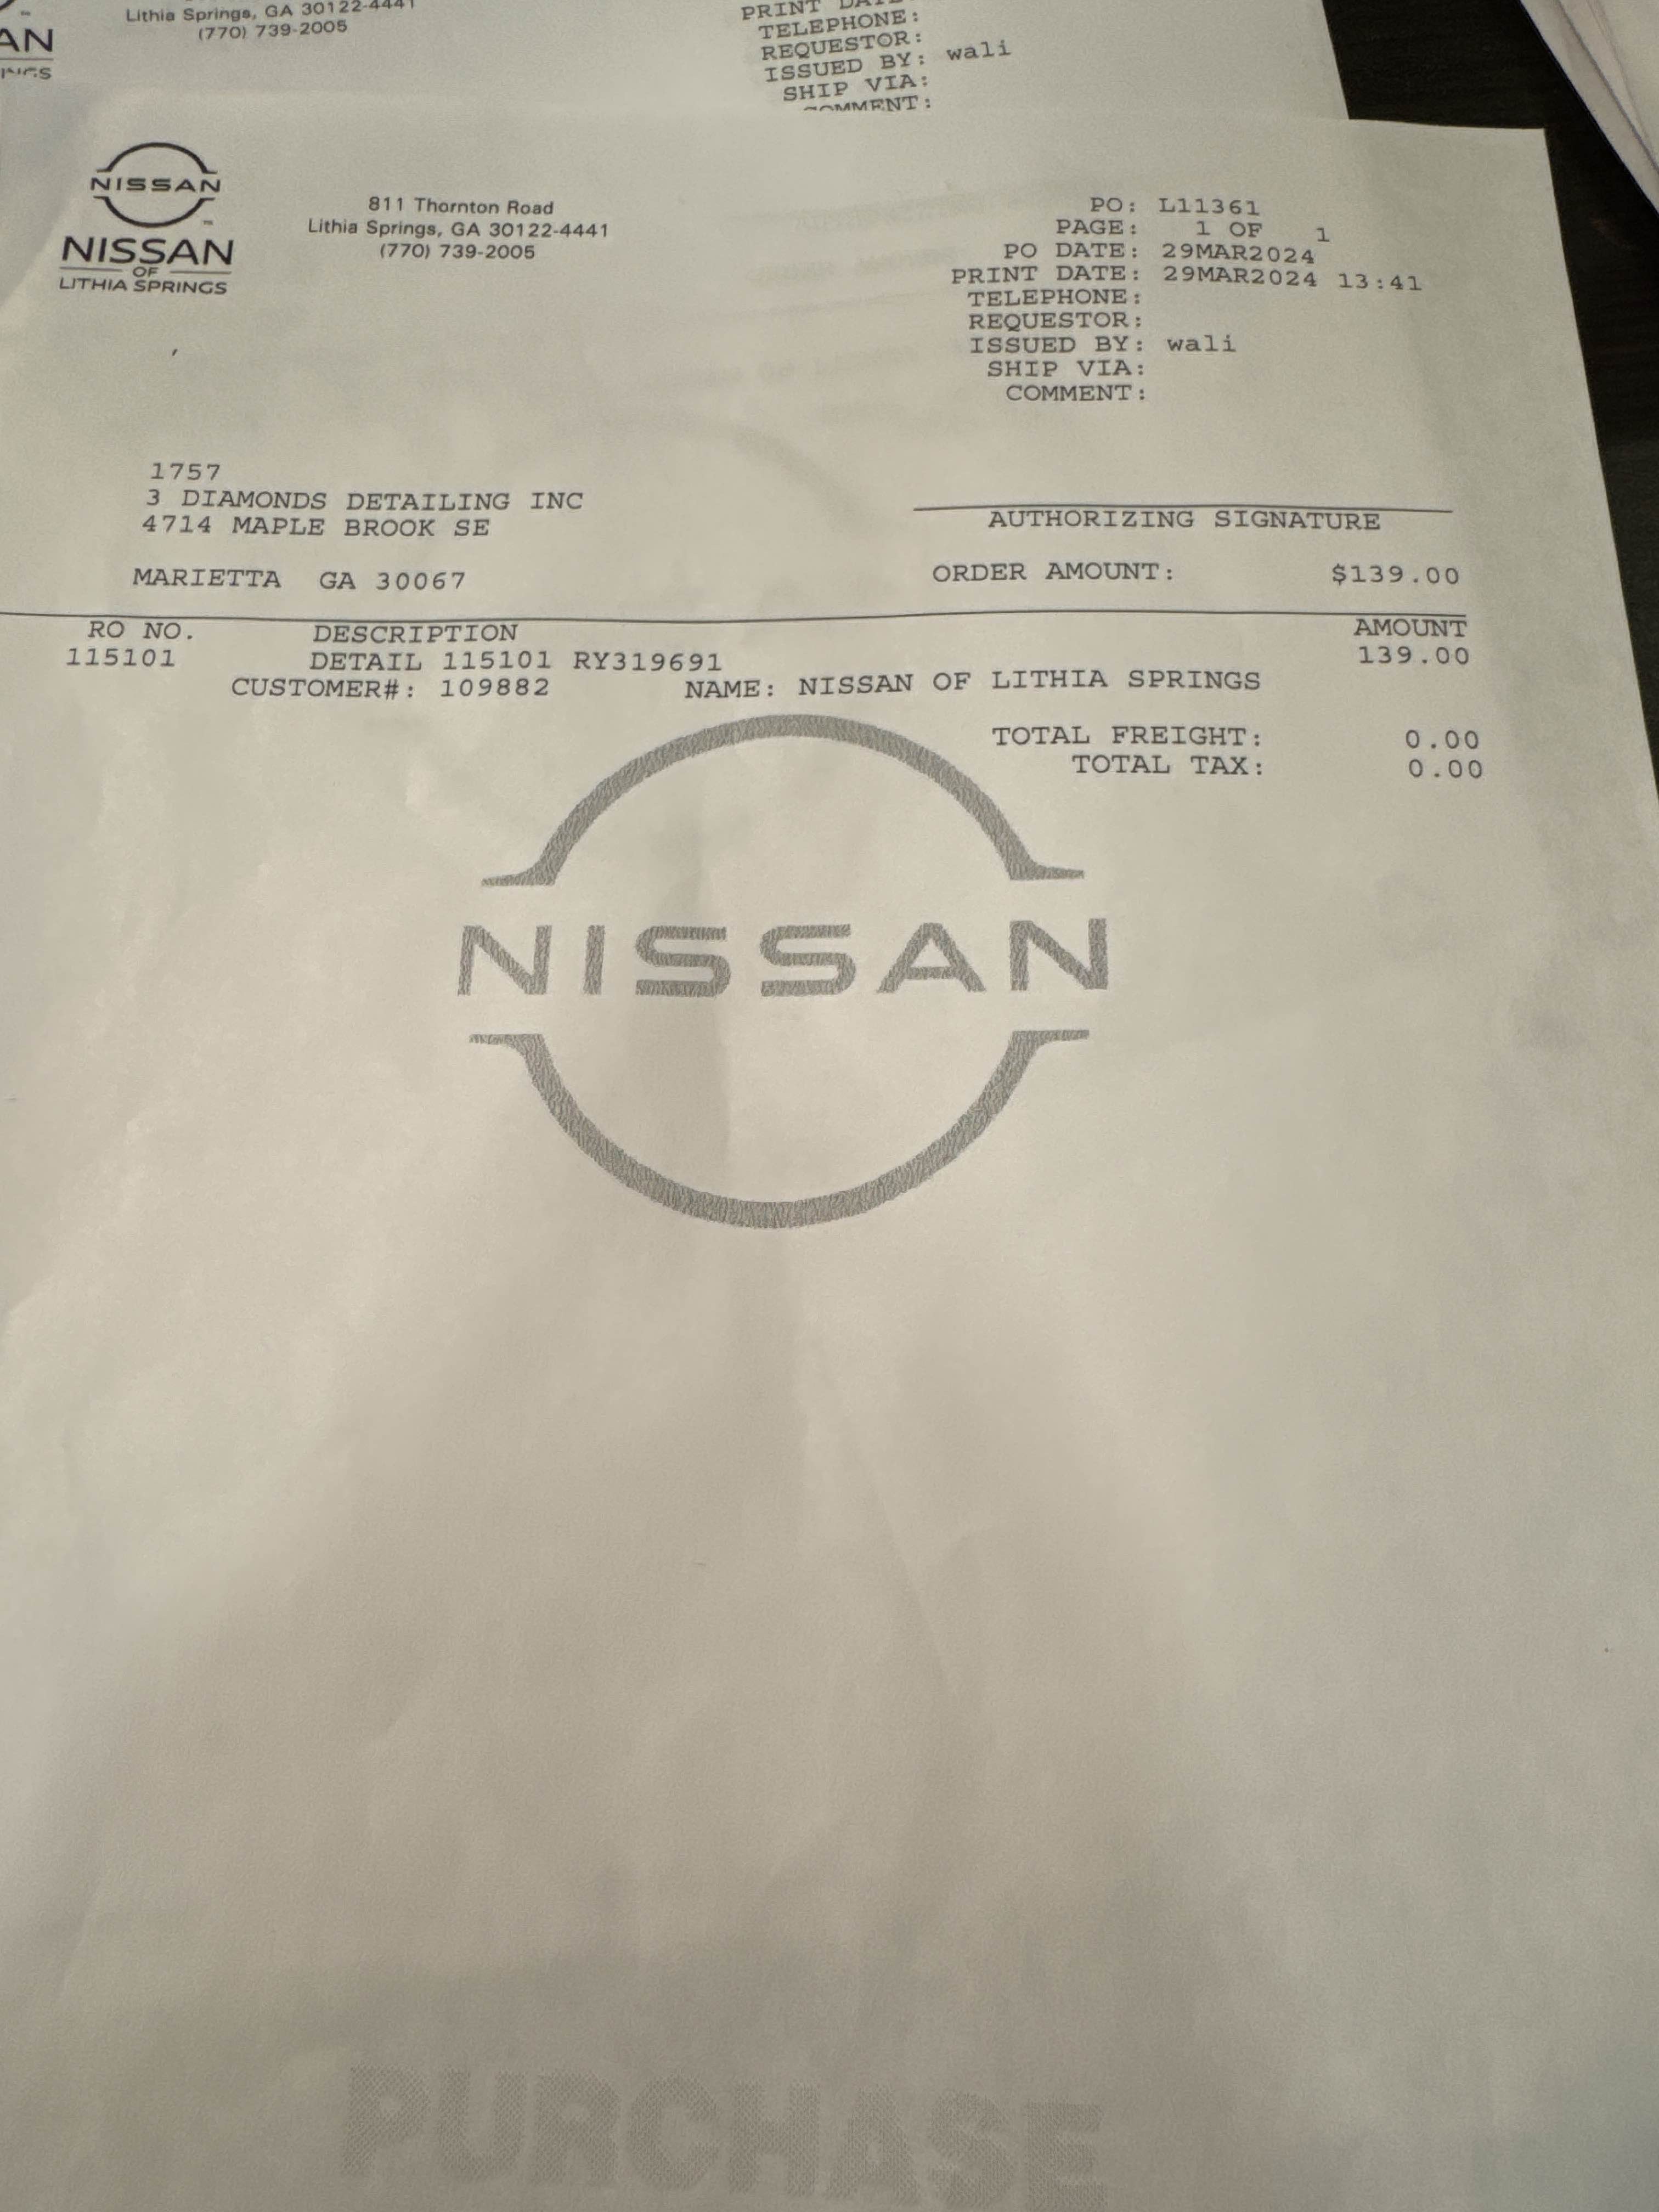 Lithia Springs, GA 30122-4441
(770) 739-2005
AN
PRINT
TELEPHONE:
REQUESTOR:
ISSUED BY: wali
SHIP VIA:
COMMENT:
NISSAN
NISSAN
OF
LITHIA SPRINGS
811 Thornton Road
Lithia Springs, GA 30122-4441
(770) 739-2005
PO: L11361
PAGE: 1 OF 1
PO DATE: 29MAR2024
PRINT DATE: 29MAR2024 13:41
TELEPHONE:
REQUESTOR:
ISSUED BY: wali
SHIP VIA:
COMMENT:
1757
3 DIAMONDS DETAILING INC
4714 MAPLE BROOK SE
MARIETTA GA 30067
AUTHORIZING SIGNATURE
ORDER AMOUNT: $139.00
RO NO. DESCRIPTION AMOUNT
115101 DETAIL 115101 RY319691 139.00
CUSTOMER#: 109882 NAME: NISSAN OF LITHIA SPRINGS
TOTAL FREIGHT: 0.00
TOTAL TAX: 0.00
NISSAN
PURCHASE